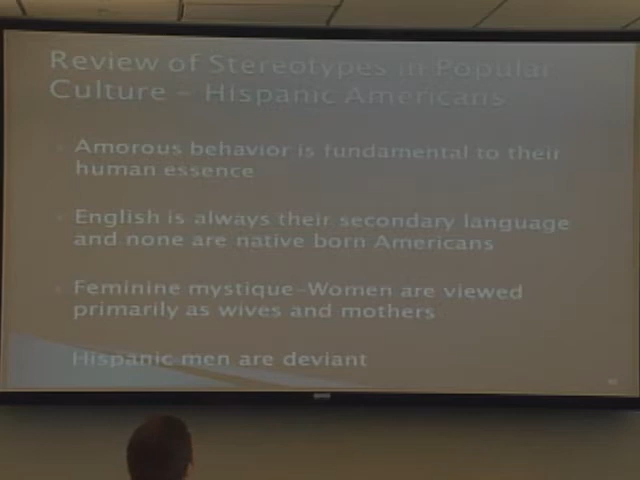 Review of Stereotypes in Popular
Culture – Hispanic Americans
Amorous behavior is fundamental to their
human essence
English is always their secondary language
and none are native born Americans
Feminine mystique-Women are viewed
primarily as wives and mothers
Hispanic men are deviant